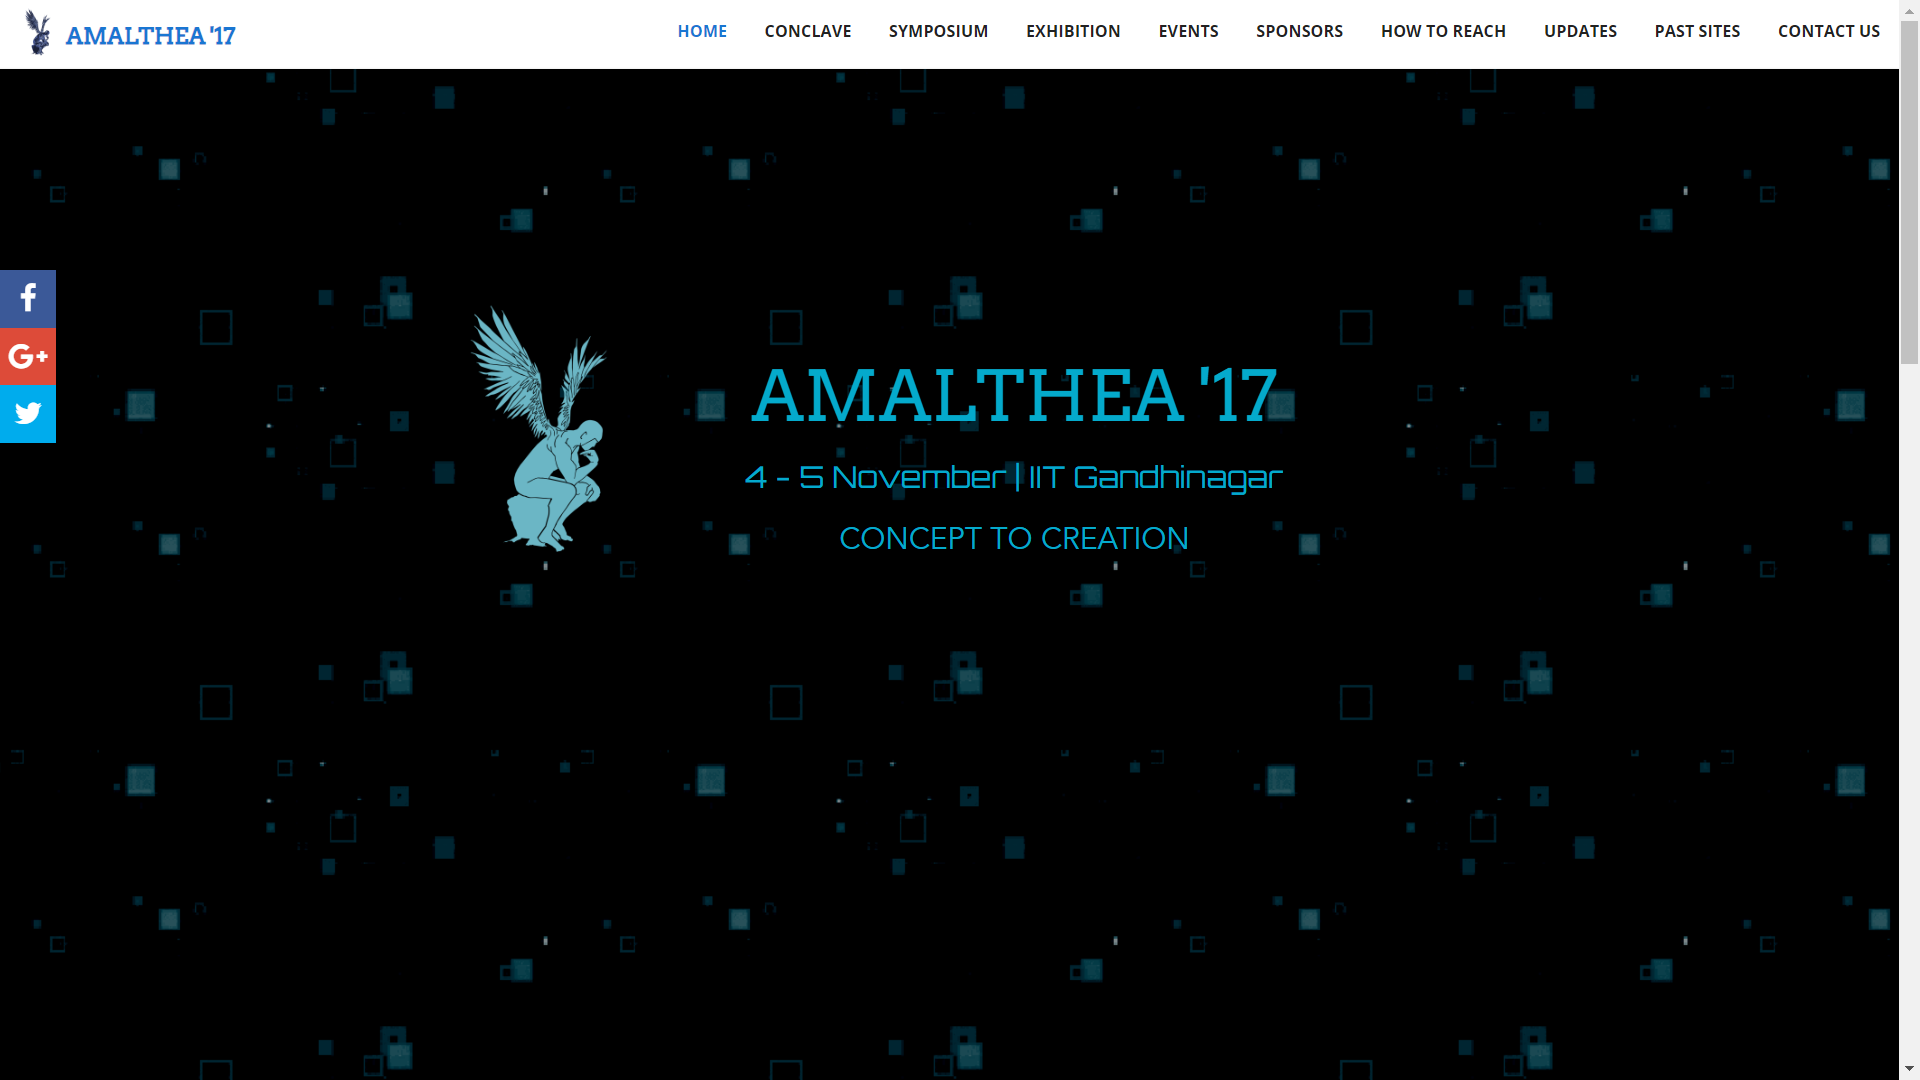 AMALTHEA '17
HOME CONCLAVE SYMPOSIUM EXHIBITION EVENTS SPONSORS HOW TO REACH UPDATES PAST SITES CONTACT US
G+
AMALTHEA '17
4 - 5 November | IIT Gandhinagar
CONCEPT TO CREATION